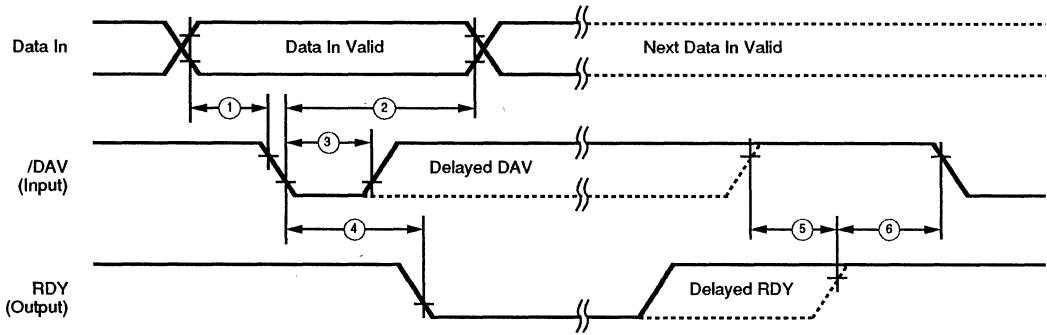 Data In
Data In Valid
Next Data In Valid
1
2
3
/DAV
(Input)
Delayed DAV
4
5
6
RDY
(Output)
Delayed RDY